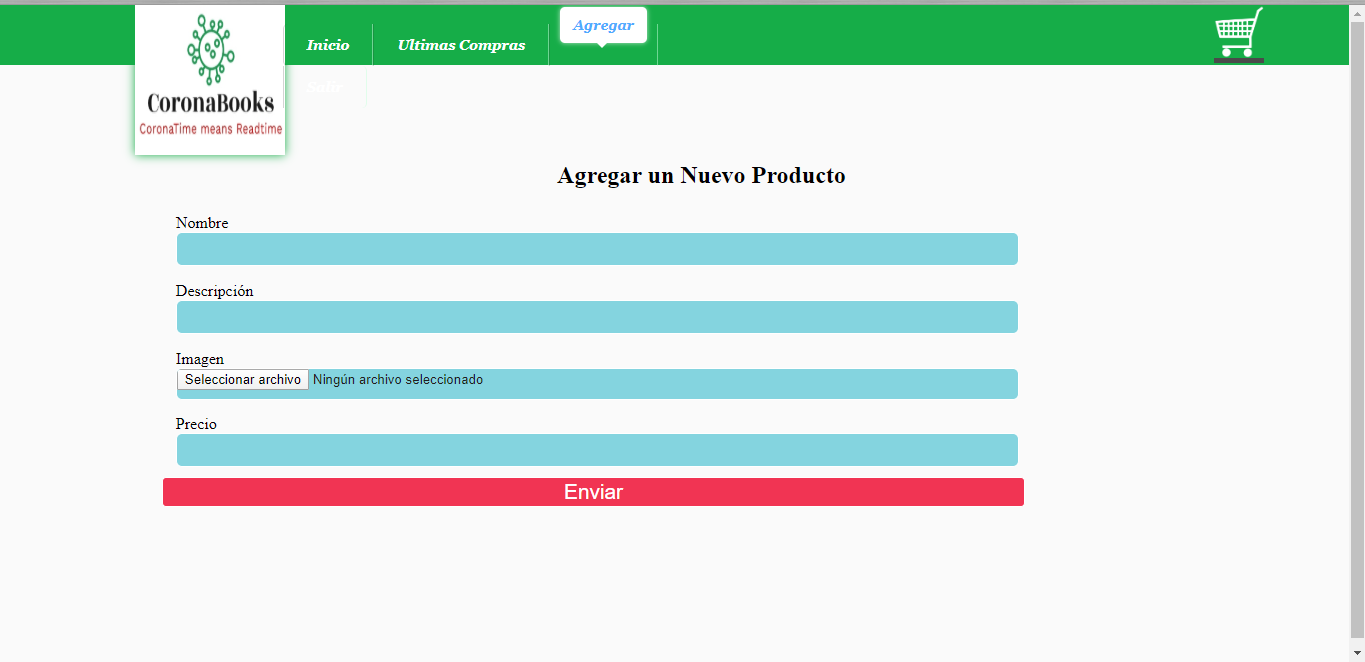 Inicio
Ultimas Compras
Agregar
Salir
CoronaBooks
CoronaTime means Readtime
Agregar un Nuevo Producto
Nombre
Descripción
Imagen
Seleccionar archivo Ningún archivo seleccionado
Precio
Enviar